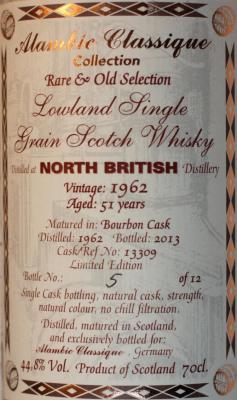 Alambic Classique
Collection
Rare & Old Selection
Lowland Single
Grain Scotch Whisky
Distilled at NORTH BRITISH Distillery
Vintage: 1962
Aged: 51 years
Matured in: Bourbon Cask
Distilled: 1962 Bottled: 2013
Cask/Ref No: 13309
Limited Edition
Bottle No.: 5 of 12
Single Cask bottling, natural cask, strength,
natural colour, no chill filtration.
Distilled, matured in Scotland,
and exclusively bottled for:
Alambic Classique, Germany
44,8% Vol. Product of Scotland 70cl.